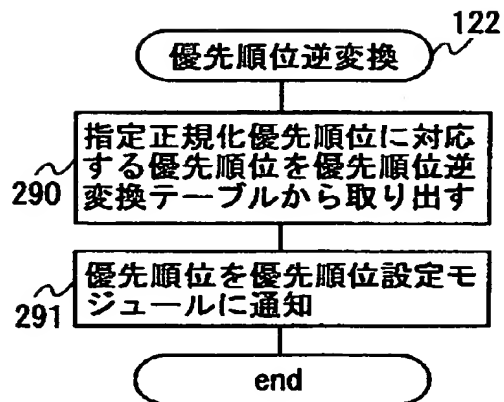 122
優先順位逆変換
指定正規化優先順位に対応
する優先順位を優先順位逆
変換テーブルから取り出す
290
優先順位を優先順位設定モ
ジュールに通知
291
end